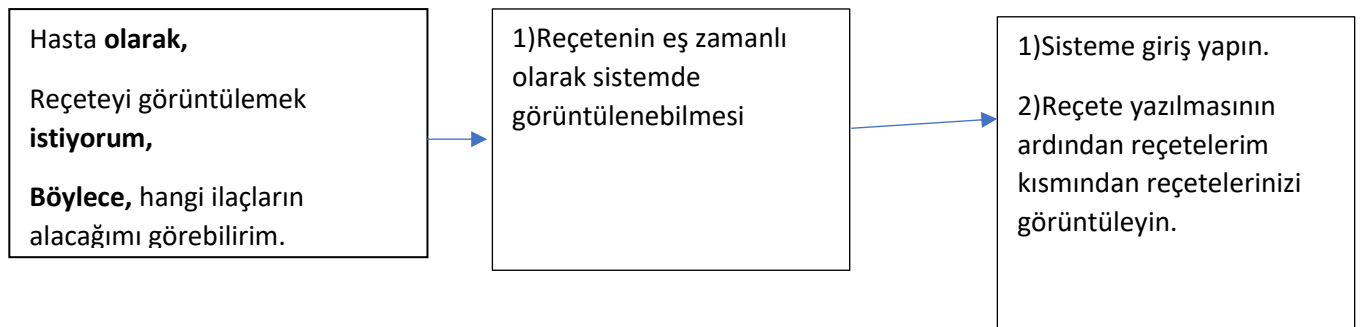 Hasta olarak,
Reçeteyi görüntülemek
istiyorum,
Böylece, hangi ilaçların
alacağımı görebilirim.
1)Reçetenin eş zamanlı
olarak sistemde
görüntülenebilmesi
1)Sisteme giriş yapın.
2)Reçete yazılmasının
ardından reçetelerim
kısmından reçetelerinizi
görüntüleyin.